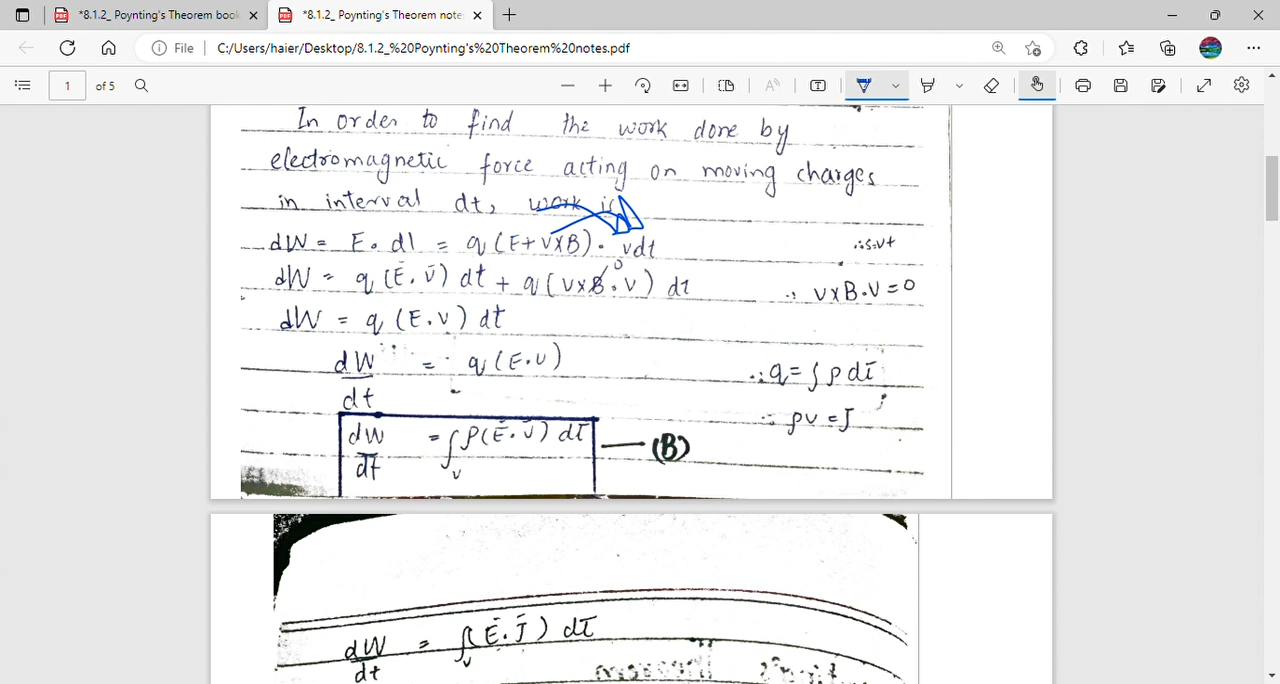 *8.1.2_ Poynting's Theorem book
*8.1.2_ Poynting's Theorem note
File
C:/Users/haier/Desktop/8.1.2_%20Poynting's%20Theorem%20notes.pdf
1 of 5
In order to find the work done by
electromagnetic force acting on moving charges
in interval dt, work is
dW = E . dl = q (E + V×B) . vdt ∴s=vt
dW = q (Ē . v̄) dt + q (V×B . V) dt 0 ∴ V×B.V = 0
dW = q (E . V) dt
dW/dt = q (E . V) ∴ q = ∫ ρ dτ
∴ ρv = J
dW/dt = ∫v ρ(Ē . v̄) dτ — (B)
dW/dt = ∫v (Ē . J̄) dτ